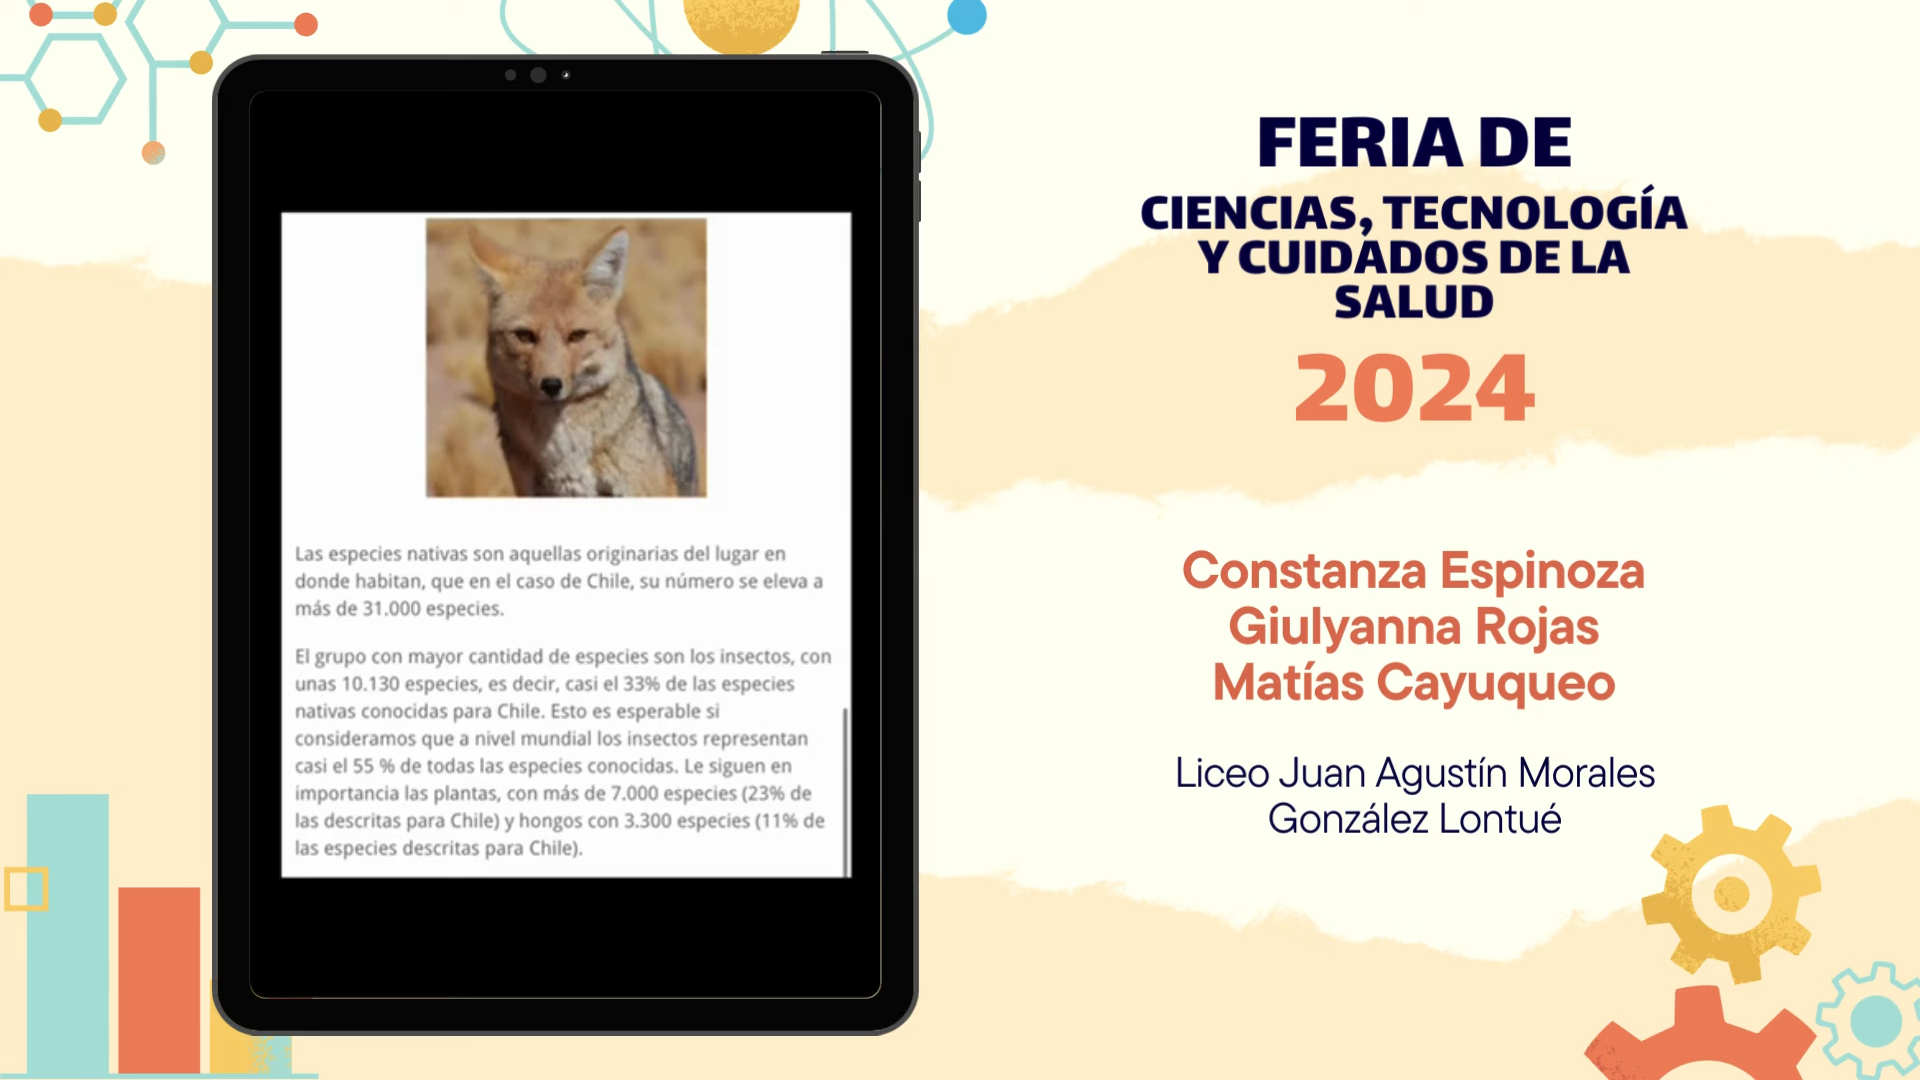 Las especies nativas son aquellas originarias del lugar en
donde habitan, que en el caso de Chile, su número se eleva a
más de 31.000 especies.
El grupo con mayor cantidad de especies son los insectos, con
unas 10.130 especies, es decir, casi el 33% de las especies
nativas conocidas para Chile. Esto es esperable si
consideramos que a nivel mundial los insectos representan
casi el 55 % de todas las especies conocidas. Le siguen en
importancia las plantas, con más de 7.000 especies (23% de
las descritas para Chile) y hongos con 3.300 especies (11% de
las especies descritas para Chile).
FERIA DE
CIENCIAS, TECNOLOGÍA
Y CUIDADOS DE LA
SALUD
2024
Constanza Espinoza
Giulyanna Rojas
Matías Cayuqueo
Liceo Juan Agustín Morales
González Lontué